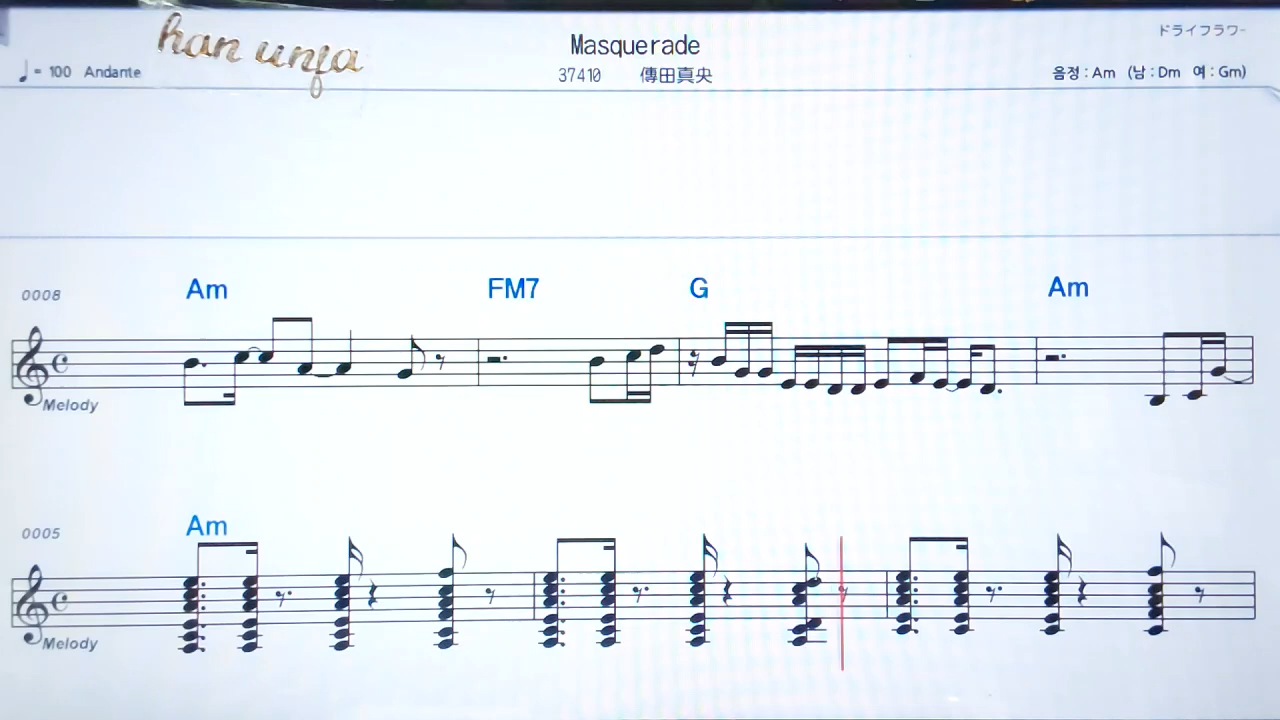 han unja
Masquerade
ドライフラワー
♩= 100 Andante
37410 傳田真央
음정 : Am (남 : Dm 여 : Gm)
0008 Am FM7 G Am
Melody
0005 Am
Melody